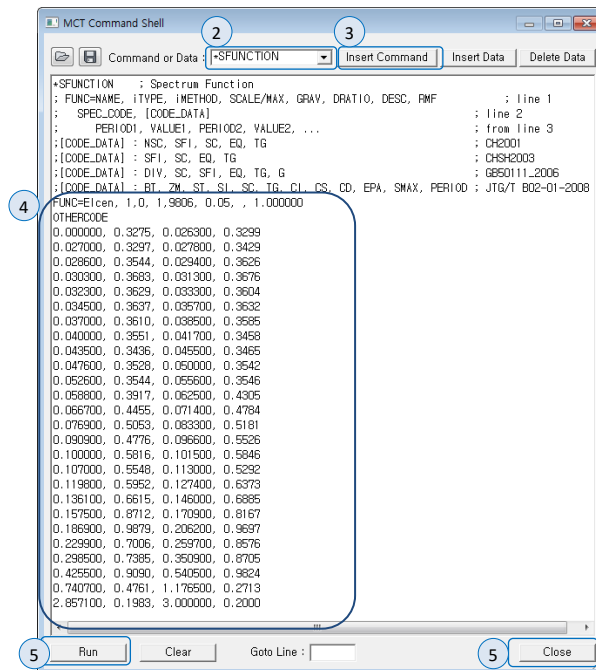 MCT Command Shell
2
3
Command or Data : *SFUNCTION Insert Command Insert Data Delete Data
*SFUNCTION ; Spectrum Function
; FUNC=NAME, iTYPE, iMETHOD, SCALE/MAX, GRAV, DRATIO, DESC, RMF ; line 1
; SPEC_CODE, [CODE_DATA] ; line 2
; PERIOD1, VALUE1, PERIOD2, VALUE2, ... ; from line 3
;[CODE_DATA] : NSC, SFI, SC, EQ, TG ; CH2001
;[CODE_DATA] : SFI, SC, EQ, TG ; CHSH2003
;[CODE_DATA] : DIV, SC, SFI, EQ, TG, G ; GB50111_2006
;[CODE_DATA] : BT, ZM, ST, SI, SC, TG, CI, CS, CD, EPA, SMAX, PERIOD ; JTG/T B02-01-2008
4
FUNC=Elcen, 1,0, 1,9806, 0.05, , 1.000000
OTHERCODE
0.000000, 0.3275, 0.026300, 0.3299
0.027000, 0.3297, 0.027800, 0.3429
0.028600, 0.3544, 0.029400, 0.3626
0.030300, 0.3683, 0.031300, 0.3676
0.032300, 0.3629, 0.033300, 0.3604
0.034500, 0.3637, 0.035700, 0.3632
0.037000, 0.3610, 0.038500, 0.3585
0.040000, 0.3551, 0.041700, 0.3458
0.043500, 0.3436, 0.045500, 0.3465
0.047600, 0.3528, 0.050000, 0.3542
0.052600, 0.3544, 0.055600, 0.3546
0.058800, 0.3917, 0.062500, 0.4305
0.066700, 0.4455, 0.071400, 0.4784
0.076900, 0.5053, 0.083300, 0.5181
0.090900, 0.4776, 0.096600, 0.5526
0.100000, 0.5816, 0.101500, 0.5846
0.107000, 0.5548, 0.113000, 0.5292
0.119800, 0.5952, 0.127400, 0.6373
0.136100, 0.6615, 0.146000, 0.6885
0.157500, 0.8712, 0.170900, 0.8167
0.186900, 0.9879, 0.206200, 0.9697
0.229900, 0.7006, 0.259700, 0.8576
0.298500, 0.7385, 0.350900, 0.8705
0.425500, 0.9090, 0.540500, 0.9824
0.740700, 0.4761, 1.176500, 0.2713
2.857100, 0.1983, 3.000000, 0.2000
5 Run Clear Goto Line : 5 Close